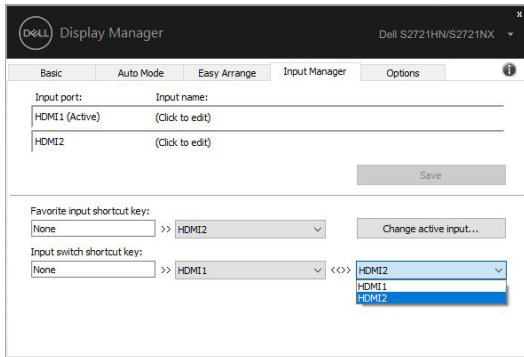 x
DELL Display Manager Dell S2721HN/S2721NX
Basic Auto Mode Easy Arrange Input Manager Options i
Input port: Input name:
HDMI1 (Active) (Click to edit)
HDMI2 (Click to edit)
Save
Favorite input shortcut key:
None >> HDMI2 Change active input...
Input switch shortcut key:
None >> HDMI1 <<>> HDMI2
HDMI1
HDMI2